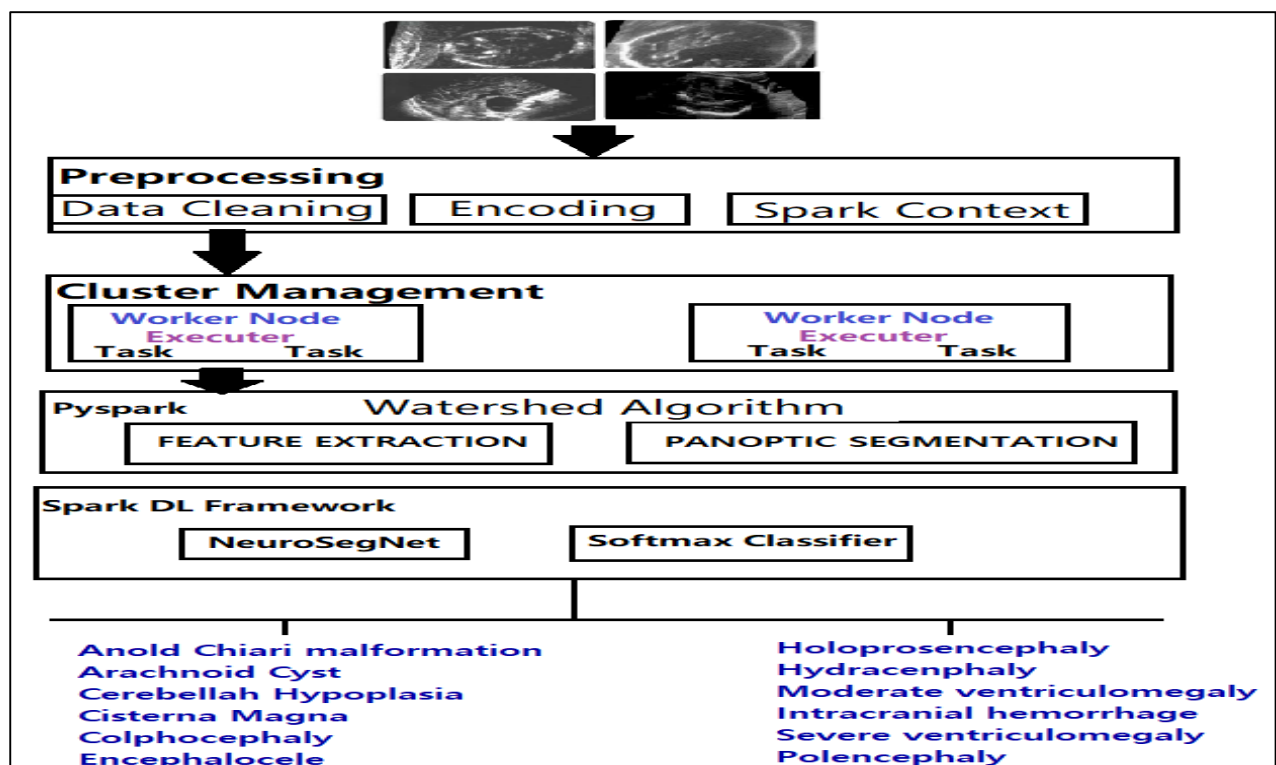 Preprocessing
Data Cleaning Encoding Spark Context
Cluster Management
Worker Node Worker Node
Executer Executer
Task Task Task Task
Pyspark Watershed Algorithm
FEATURE EXTRACTION PANOPTIC SEGMENTATION
Spark DL Framework
NeuroSegNet Softmax Classifier
Anold Chiari malformation
Arachnoid Cyst
Cerebellah Hypoplasia
Cisterna Magna
Colphocephaly
Encephalocele
Holoprosencephaly
Hydracenphaly
Moderate ventriculomegaly
Intracranial hemorrhage
Severe ventriculomegaly
Polencephaly